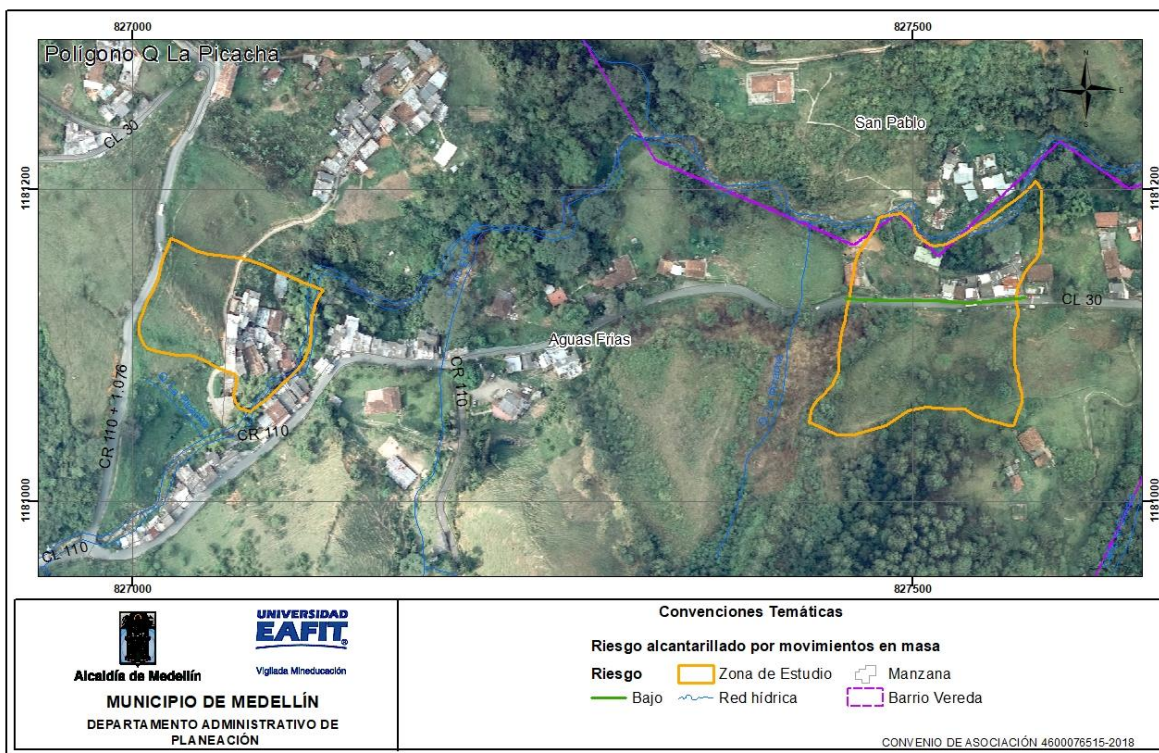 827000
827500
Polígono Q La Picacha
N
E
S
San Pablo
CL 30
1181200
1181200
CL 30
Aguas Frias
CR 110
CR 110 + 1.076
CR 110
1181000
1181000
CL 110
827000
827500
Alcaldía de Medellín
UNIVERSIDAD
EAFIT
®
Vigilada Mineducación
MUNICIPIO DE MEDELLÍN
DEPARTAMENTO ADMINISTRATIVO DE
PLANEACIÓN
Convenciones Temáticas
Riesgo alcantarillado por movimientos en masa
Riesgo
Zona de Estudio
Manzana
Bajo
Red hídrica
Barrio Vereda
CONVENIO DE ASOCIACIÓN 4600076515-2018